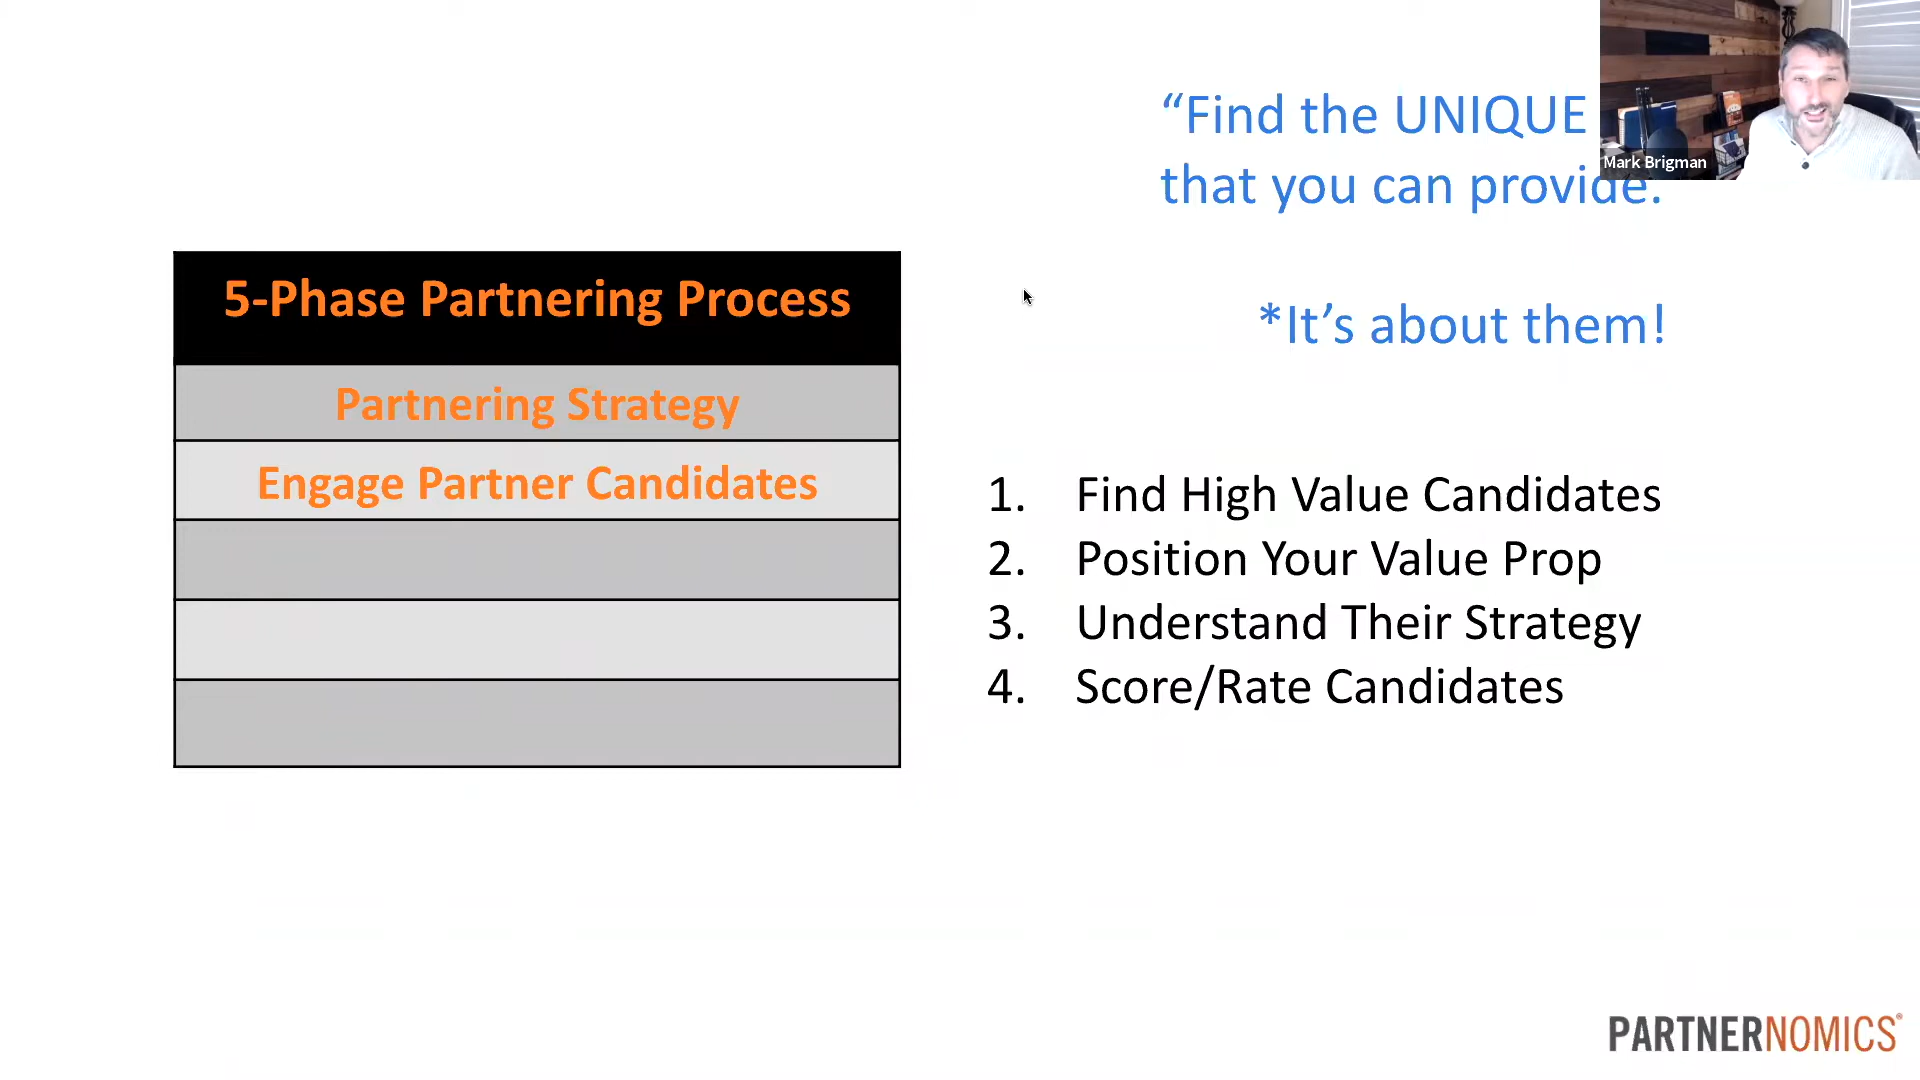 “Find the UNIQUE
that you can provide.
*It’s about them!
Mark Brigman
5-Phase Partnering Process
Partnering Strategy
Engage Partner Candidates
1. Find High Value Candidates
2. Position Your Value Prop
3. Understand Their Strategy
4. Score/Rate Candidates
PARTNERNOMICS®